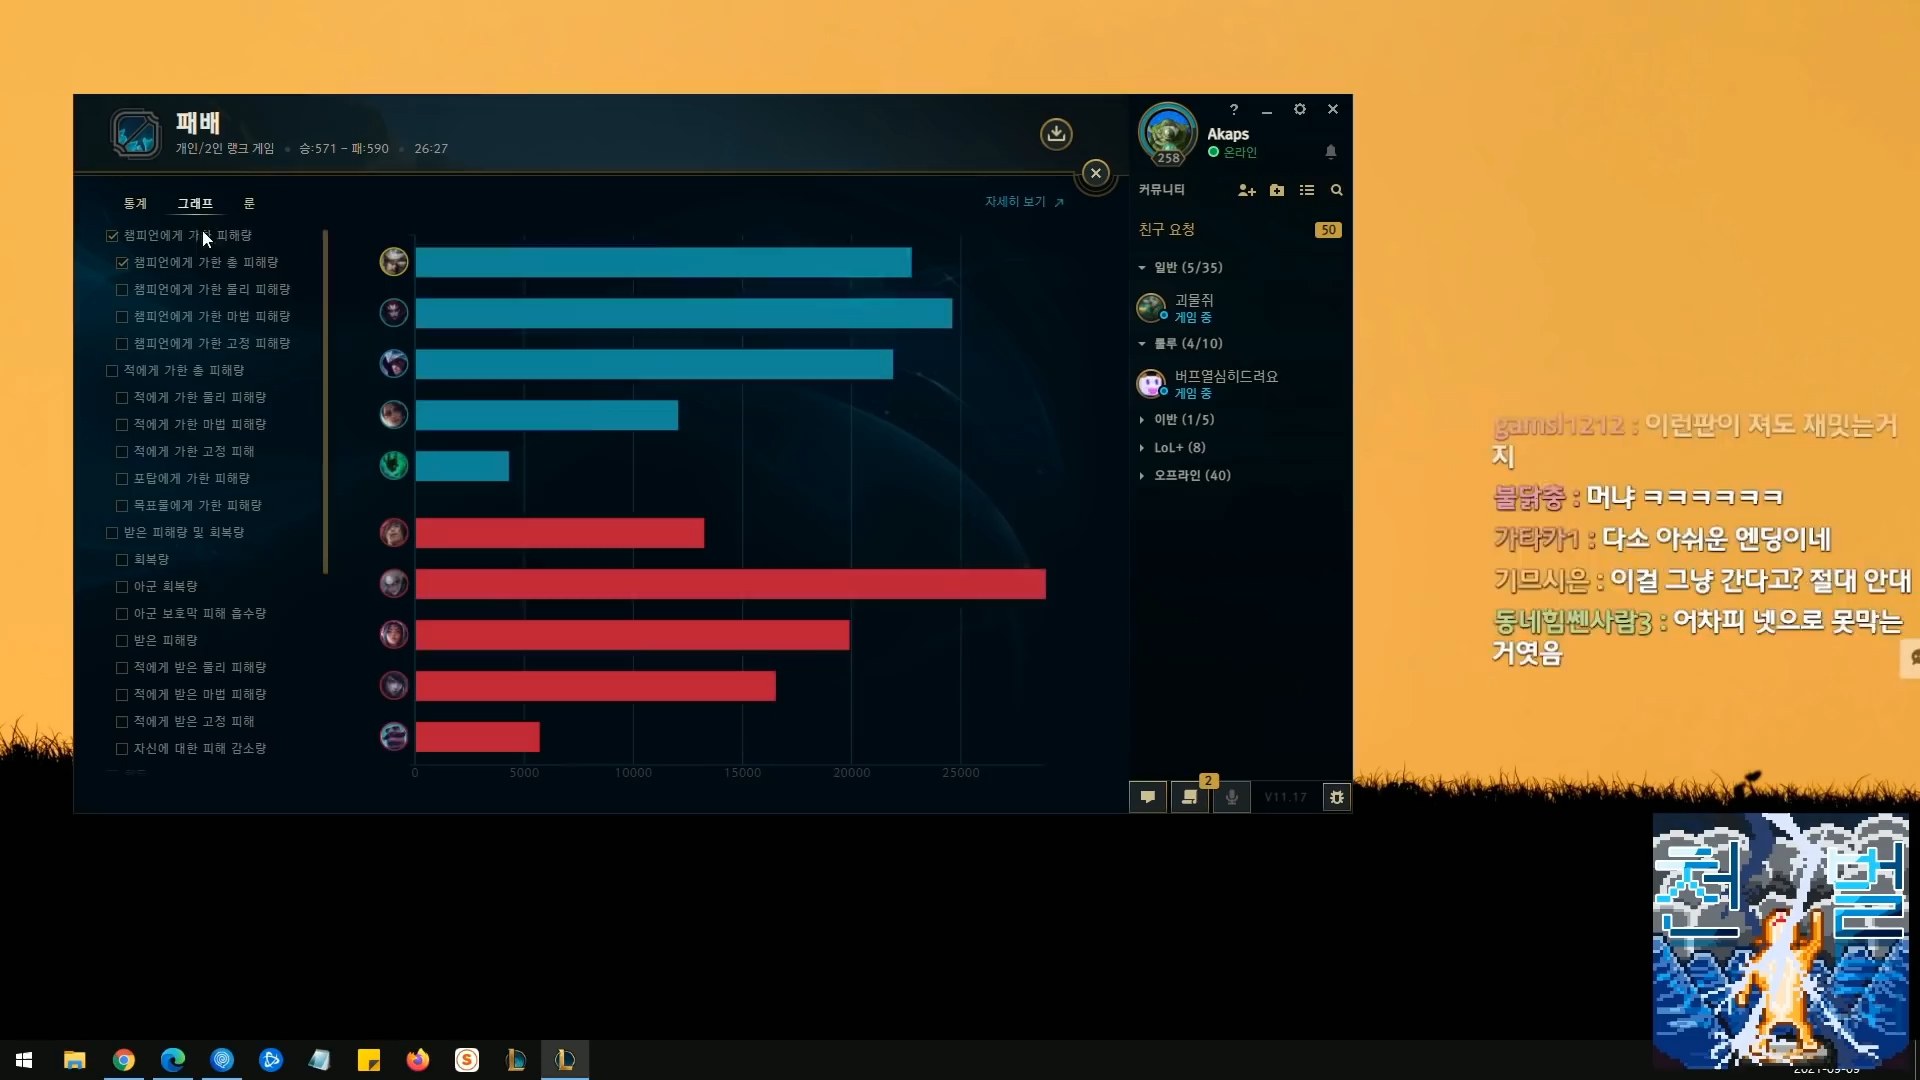 패배
개인/2인 랭크 게임 • 승:571 - 패:590 • 26:27
통계 그래프 룬
자세히 보기
챔피언에게 가한 피해량
챔피언에게 가한 총 피해량
챔피언에게 가한 물리 피해량
챔피언에게 가한 마법 피해량
챔피언에게 가한 고정 피해량
적에게 가한 총 피해량
적에게 가한 물리 피해량
적에게 가한 마법 피해량
적에게 가한 고정 피해
포탑에게 가한 피해량
목표물에게 가한 피해량
받은 피해량 및 회복량
회복량
아군 회복량
아군 보호막 피해 흡수량
받은 피해량
적에게 받은 물리 피해량
적에게 받은 마법 피해량
적에게 받은 고정 피해
자신에 대한 피해 감소량
0 5000 10000 15000 20000 25000
?
Akaps
온라인
258
커뮤니티
친구 요청 50
일반 (5/35)
괴물쥐
게임 중
룰루 (4/10)
버프열심히드려요
게임 중
이반 (1/5)
LoL+ (8)
오프라인 (40)
2
V11.17
gamsl1212 : 이런판이 져도 재밋는거
지
불닭충 : 머냐 ㅋㅋㅋㅋㅋㅋ
가타카1 : 다소 아쉬운 엔딩이네
기므시은 : 이걸 그냥 간다고? 절대 안대
동네힘쎈사람3 : 어차피 넷으로 못막는
거엿음
천벌
2021-09-09